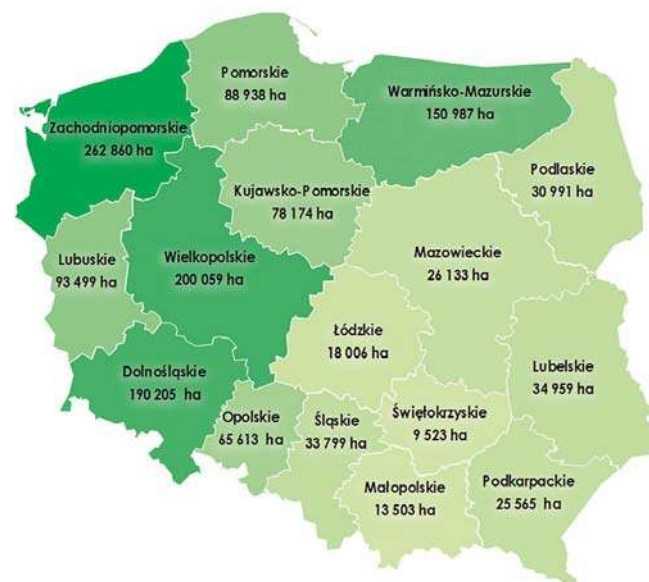 Pomorskie
88 938 ha
Warmińsko-Mazurskie
150 987 ha
Zachodniopomorskie
262 860 ha
Podlaskie
30 991 ha
Kujawsko-Pomorskie
78 174 ha
Mazowieckie
26 133 ha
Lubuskie
93 499 ha
Wielkopolskie
200 059 ha
Łódzkie
18 006 ha
Lubelskie
34 959 ha
Dolnośląskie
190 205 ha
Opolskie
65 613 ha
Śląskie
33 799 ha
Święłokrzyskie
9 523 ha
Małopolskie
13 503 ha
Podkarpackie
25 565 ha